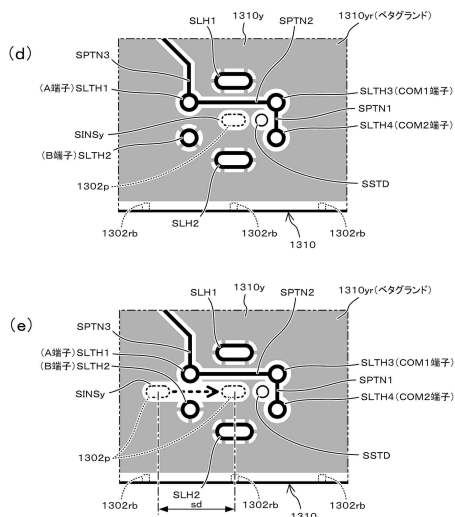 (d)
SLH1
1310y
SPTN2
1310yr(ベタグランド)
SPTN3
(A端子)SLTH1
SLTH3(COM1端子)
SPTN1
SINSy
SLTH4(COM2端子)
(B端子)SLTH2
1302p
SSTD
SLH2
1302rb
1302rb
1310
1302rb
(e)
SLH1
1310y
SPTN2
1310yr(ベタグランド)
SPTN3
(A端子)SLTH1
(B端子)SLTH2
SLTH3(COM1端子)
SPTN1
SINSy
SLTH4(COM2端子)
1302p
SSTD
SLH2
1302rb
1302rb
1302rb
sd
1310